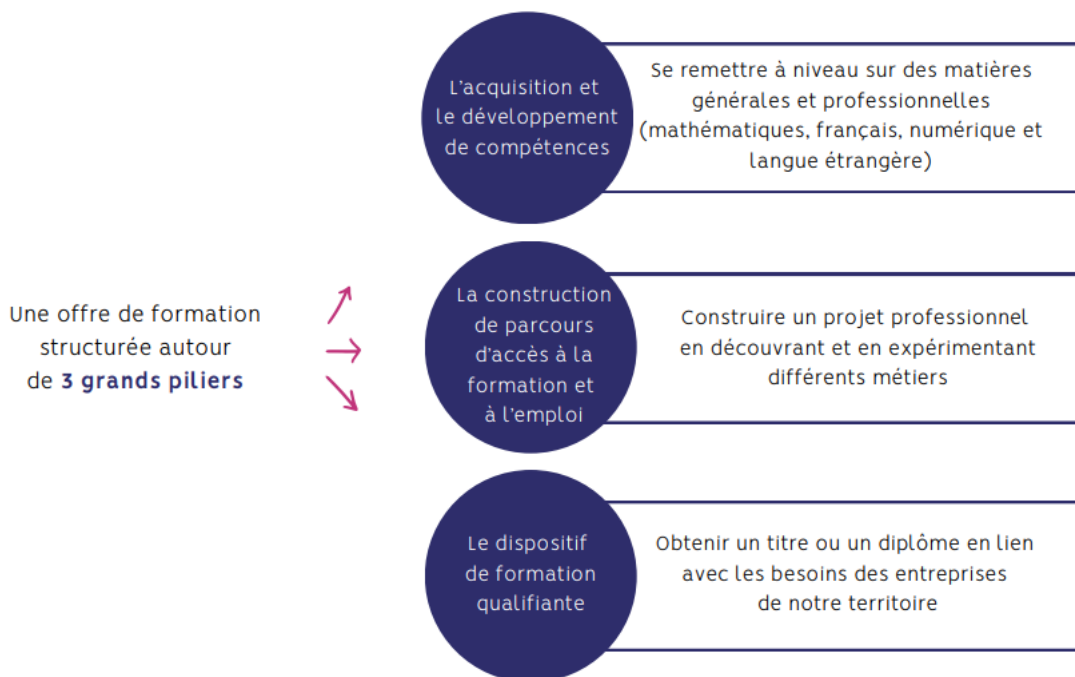 Une offre de formation
structurée autour
de 3 grands piliers
L'acquisition et
le développement
de compétences
Se remettre à niveau sur des matières
générales et professionnelles
(mathématiques, français, numérique et
langue étrangère)
La construction
de parcours
d'accès à la
formation et
à l'emploi
Construire un projet professionnel
en découvrant et en expérimentant
différents métiers
Le dispositif
de formation
qualifiante
Obtenir un titre ou un diplôme en lien
avec les besoins des entreprises
de notre territoire